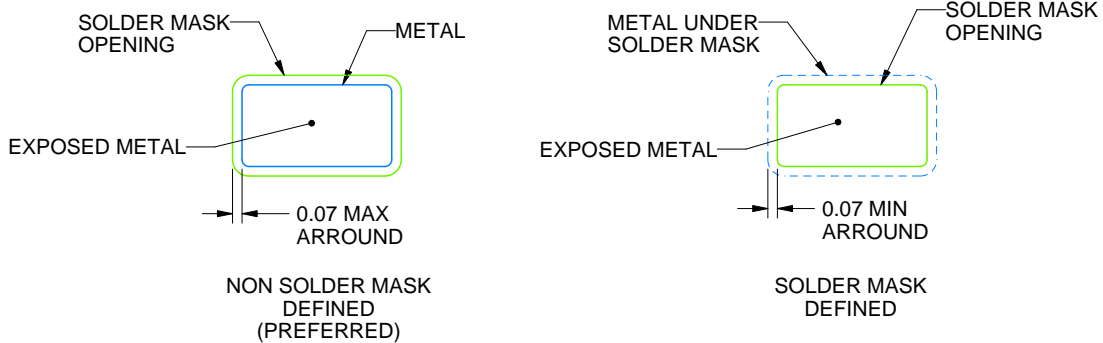 SOLDER MASK
OPENING
METAL
EXPOSED METAL
0.07 MAX
ARROUND
NON SOLDER MASK
DEFINED
(PREFERRED)
METAL UNDER
SOLDER MASK
SOLDER MASK
OPENING
EXPOSED METAL
0.07 MIN
ARROUND
SOLDER MASK
DEFINED